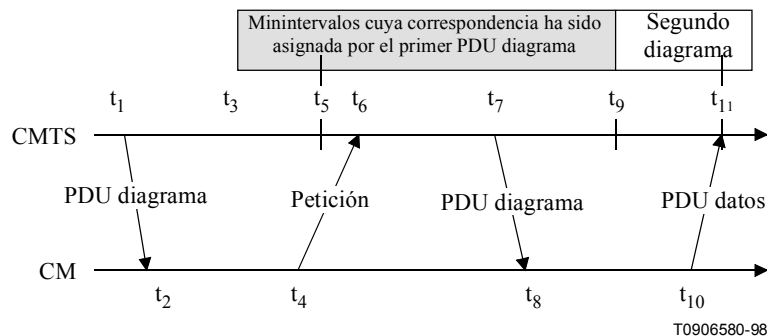 Minintervalos cuya correspondencia ha sido
asignada por el primer PDU diagrama
Segundo
diagrama
t1 t3 t5 t6 t7 t9 t11
CMTS
PDU diagrama
Petición
PDU diagrama
PDU datos
CM
t2 t4 t8 t10
T0906580-98